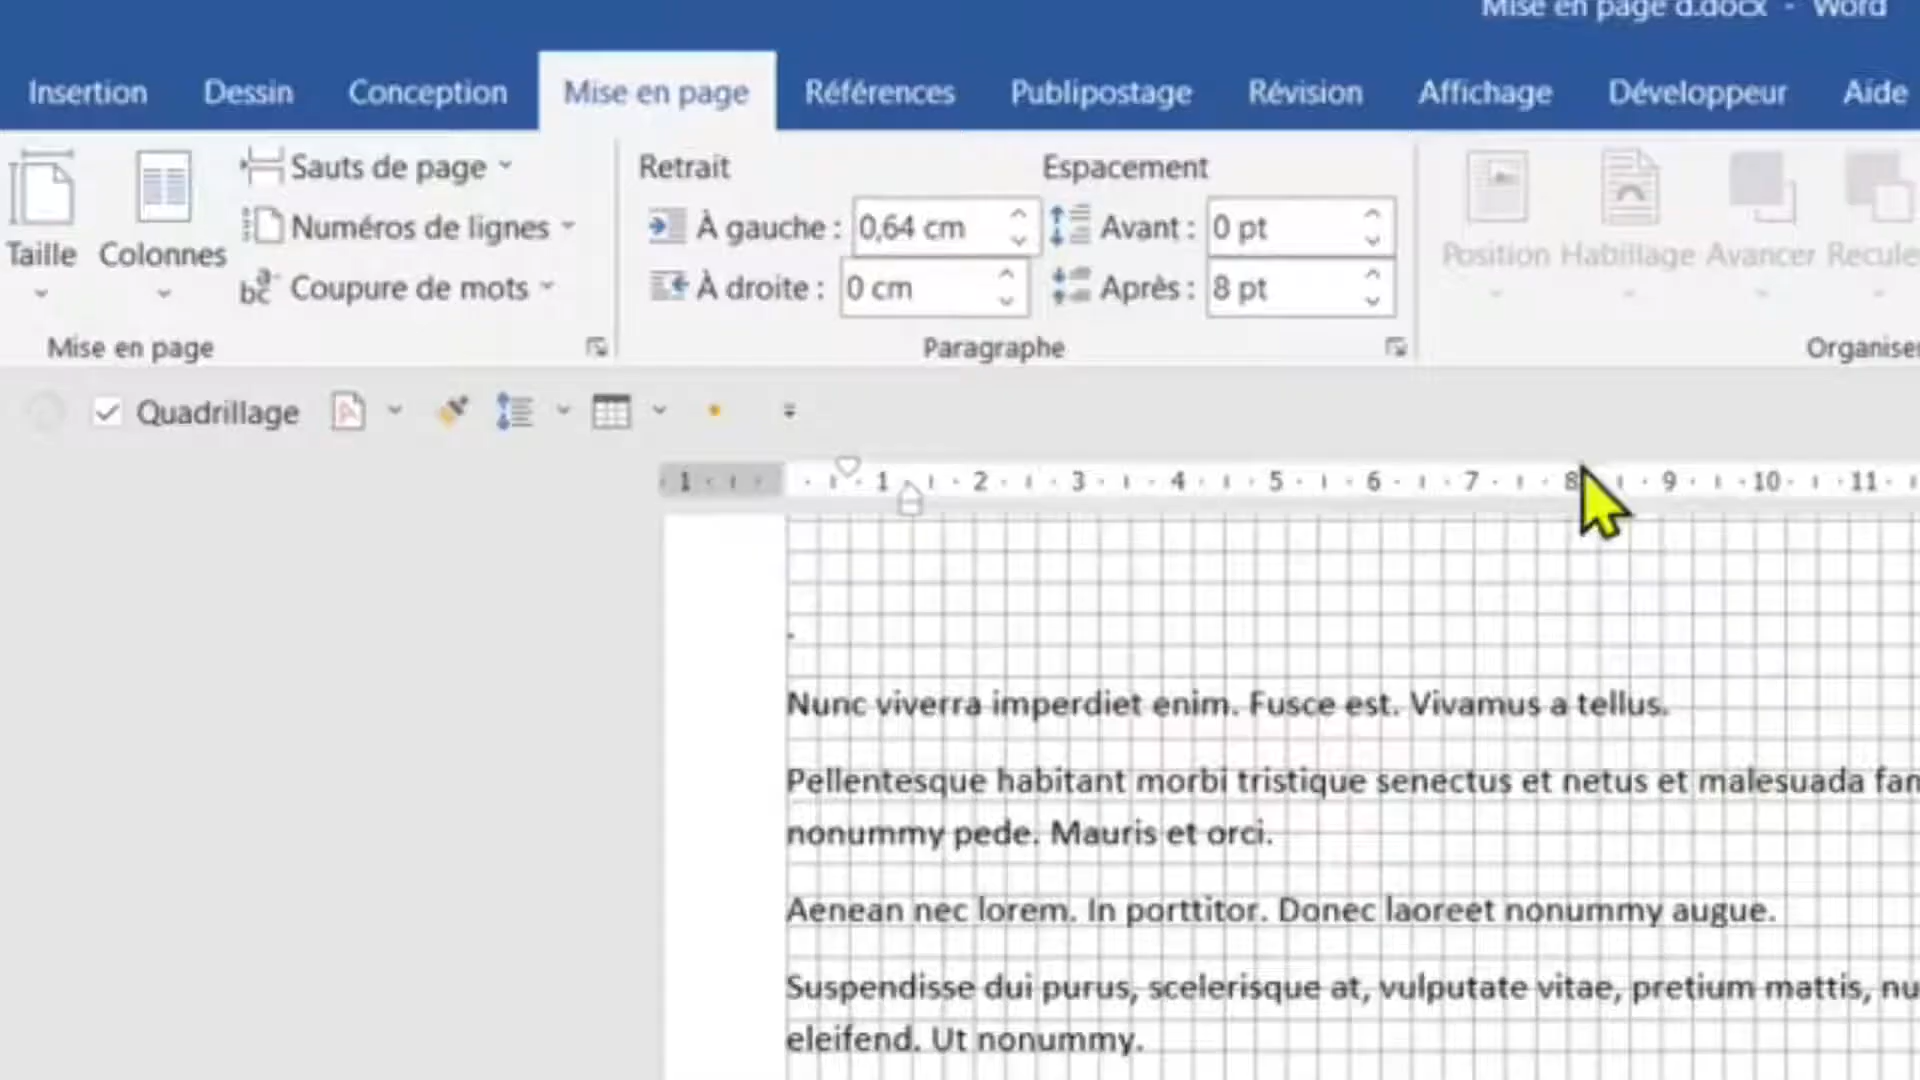 Mise en page d.docx - Word
Insertion Dessin Conception Mise en page Références Publipostage Révision Affichage Développeur Aide
Sauts de page Retrait Espacement
Numéros de lignes À gauche : 0,64 cm Avant : 0 pt
Taille Colonnes Position Habillage Avancer
Coupure de mots À droite : 0 cm Après : 8 pt
Mise en page Paragraphe
Quadrillage
1 1 2 3 4 5 6 7 8 9 10 11
Nunc viverra imperdiet enim. Fusce est. Vivamus a tellus.
Pellentesque habitant morbi tristique senectus et netus et malesuada fam
nonummy pede. Mauris et orci.
Aenean nec lorem. In porttitor. Donec laoreet nonummy augue.
Suspendisse dui purus, scelerisque at, vulputate vitae, pretium mattis, nu
eleifend. Ut nonummy.